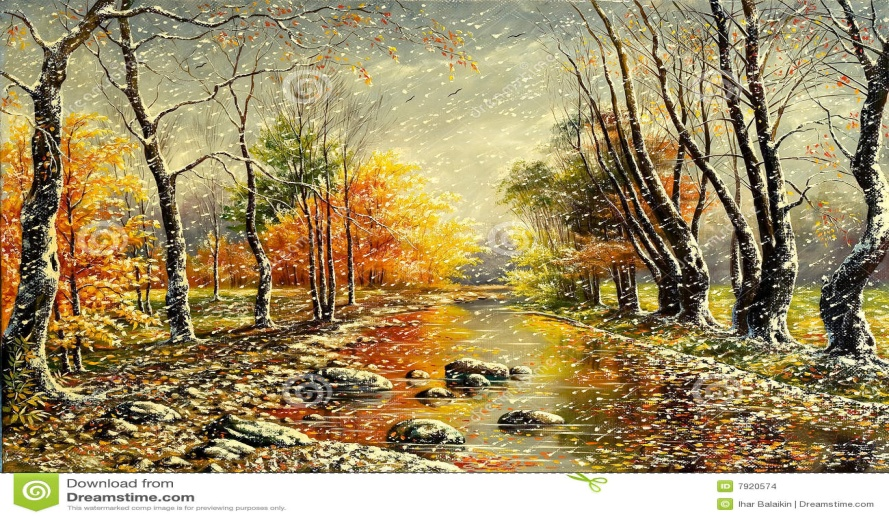 Download from
Dreamstime.com
This watermarked comp image is for previewing purposes only.
ID 7920574
© Ihar Balaikin | Dreamstime.com